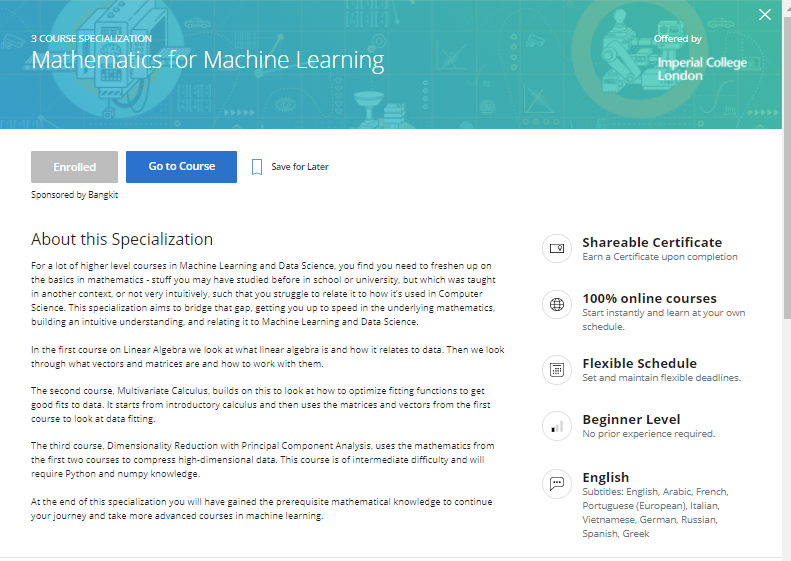 3 COURSE SPECIALIZATION
Mathematics for Machine Learning
Offered by
Imperial College
London
Enrolled
Go to Course
Save for Later
Sponsored by Bangkit
About this Specialization
For a lot of higher level courses in Machine Learning and Data Science, you find you need to freshen up on
the basics in mathematics - stuff you may have studied before in school or university, but which was taught
in another context, or not very intuitively, such that you struggle to relate it to how it's used in Computer
Science. This specialization aims to bridge that gap, getting you up to speed in the underlying mathematics,
building an intuitive understanding, and relating it to Machine Learning and Data Science.
In the first course on Linear Algebra we look at what linear algebra is and how it relates to data. Then we look
through what vectors and matrices are and how to work with them.
The second course, Multivariate Calculus, builds on this to look at how to optimize fitting functions to get
good fits to data. It starts from introductory calculus and then uses the matrices and vectors from the first
course to look at data fitting.
The third course, Dimensionality Reduction with Principal Component Analysis, uses the mathematics from
the first two courses to compress high-dimensional data. This course is of intermediate difficulty and will
require Python and numpy knowledge.
At the end of this specialization you will have gained the prerequisite mathematical knowledge to continue
your journey and take more advanced courses in machine learning.
Shareable Certificate
Earn a Certificate upon completion
100% online courses
Start instantly and learn at your own
schedule.
Flexible Schedule
Set and maintain flexible deadlines.
Beginner Level
No prior experience required.
English
Subtitles: English, Arabic, French,
Portuguese (European), Italian,
Vietnamese, German, Russian,
Spanish, Greek